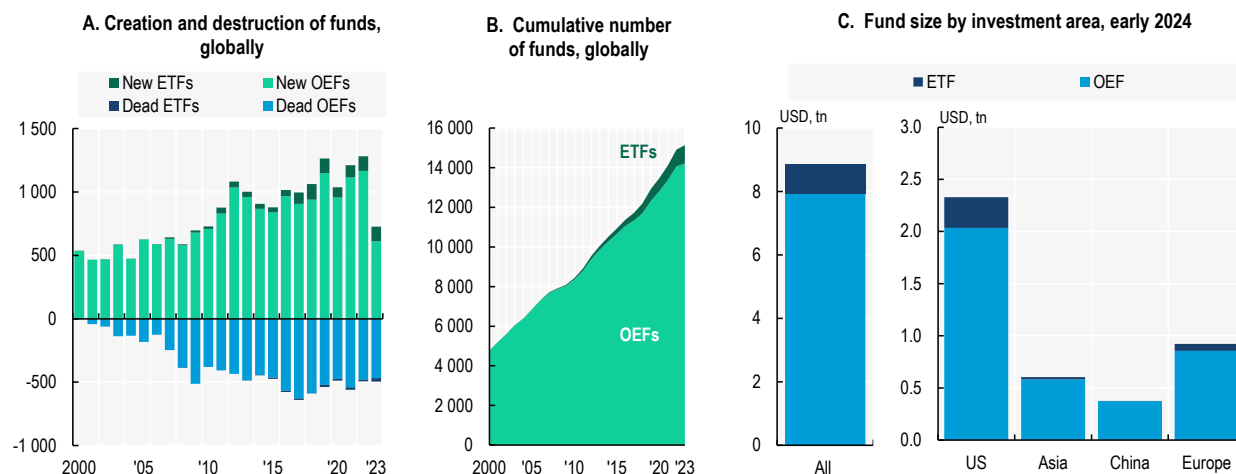 A. Creation and destruction of funds,
globally
New ETFs
New OEFs
Dead ETFs
Dead OEFs
1 500
1 000
500
0
-500
-1 000
2000
'05
'10
'15
'20
'23
B. Cumulative number
of funds, globally
16 000
14 000
12 000
10 000
8 000
6 000
4 000
2 000
0
ETFs
OEFs
2000
'05
'10
'15
'20
'23
C. Fund size by investment area, early 2024
ETF
OEF
USD, tn
10
8
6
4
2
0
All
USD, tn
3.0
2.5
2.0
1.5
1.0
0.5
0.0
US
Asia
China
Europe